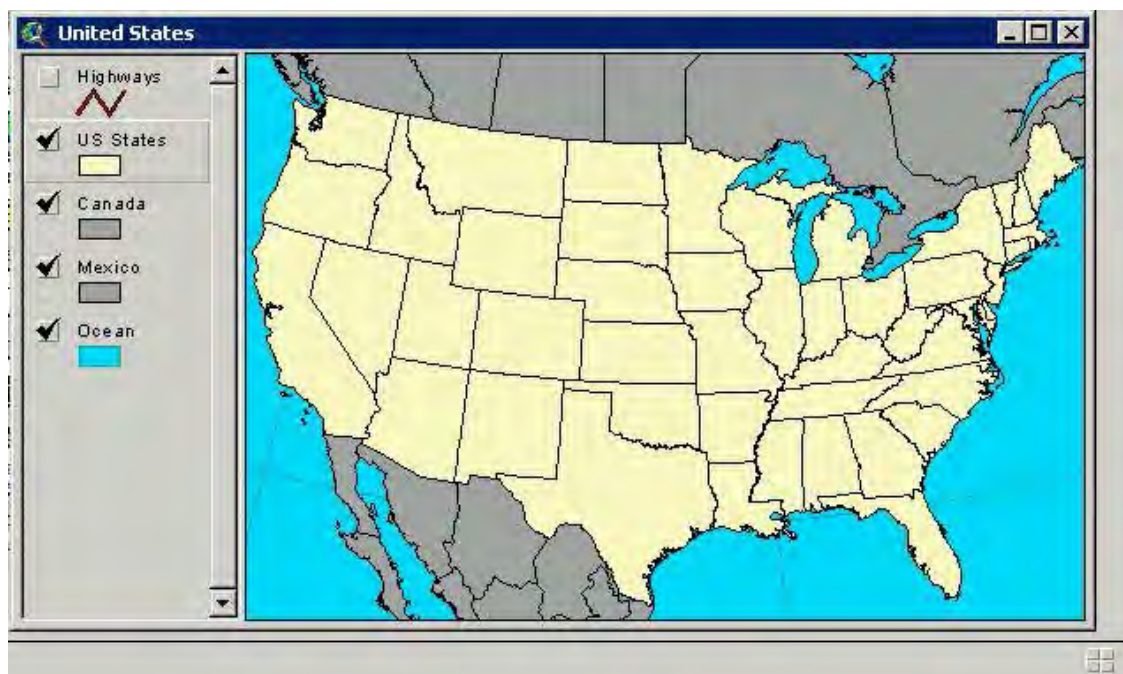 United States
Highways
US States
Canada
Mexico
Ocean